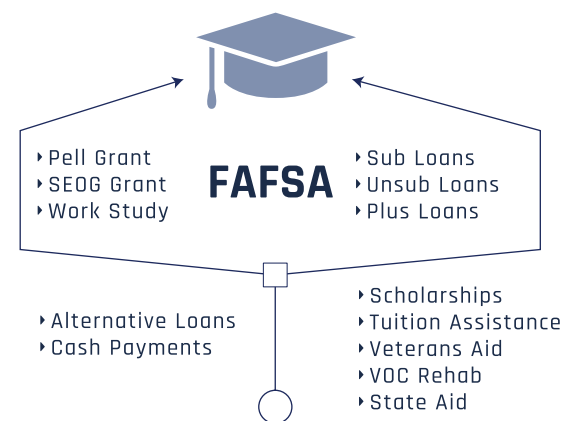 FAFSA
Pell Grant
SEOG Grant
Work Study
Sub Loans
Unsub Loans
Plus Loans
Alternative Loans
Cash Payments
Scholarships
Tuition Assistance
Veterans Aid
VOC Rehab
State Aid